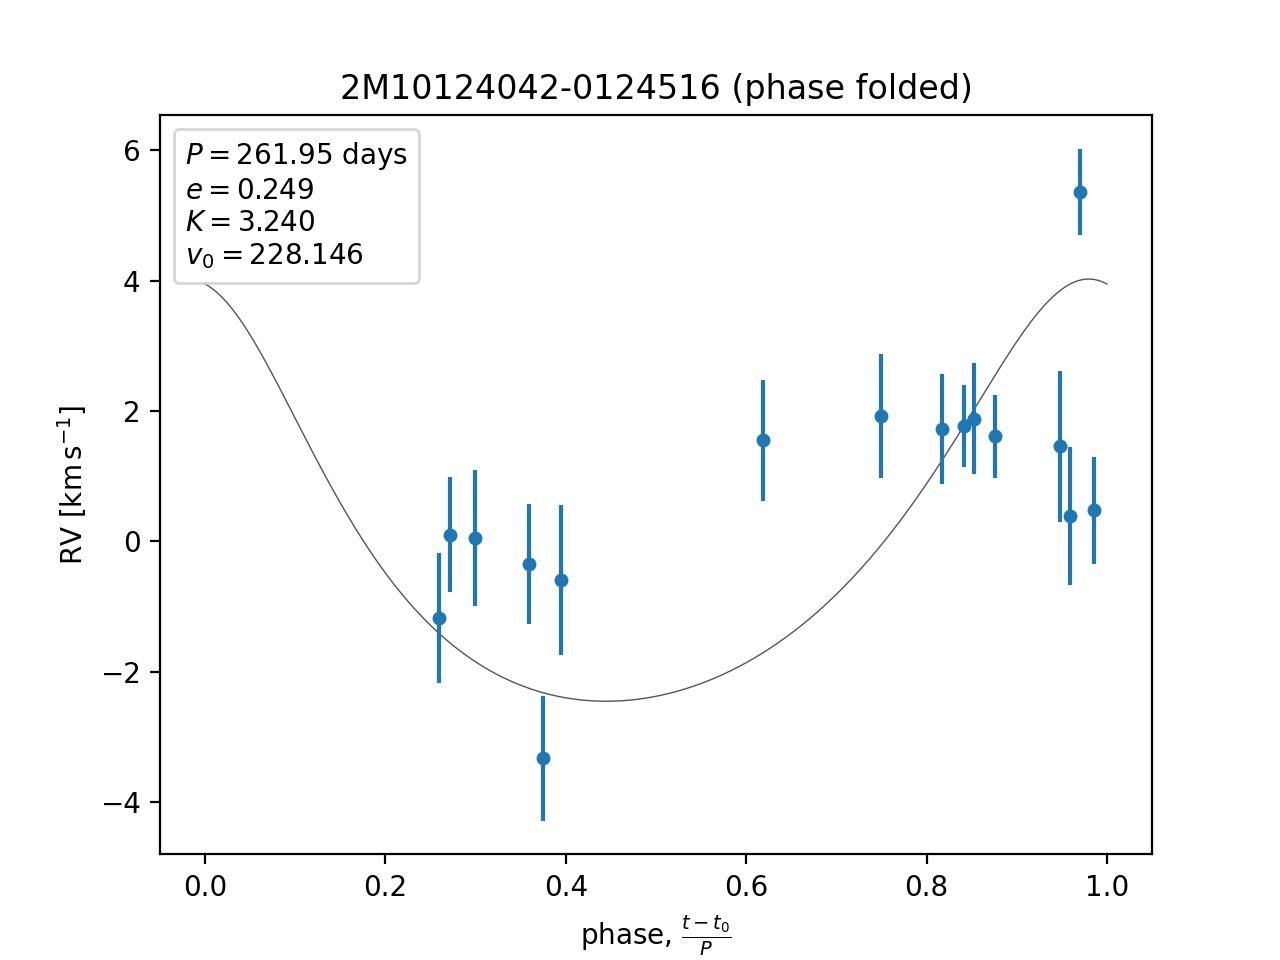 2M10124042-0124516 (phase folded)
P = 261.95 days
e = 0.249
K = 3.240
v₀ = 228.146
6
4
2
0
−2
−4
RV [km s⁻¹]
0.0 0.2 0.4 0.6 0.8 1.0
phase, (t − t₀)/P